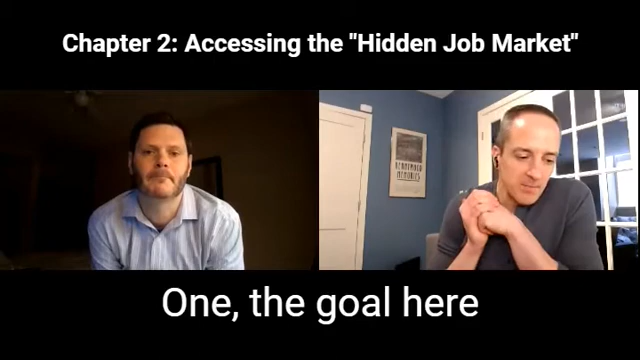 Chapter 2: Accessing the "Hidden Job Market"
One, the goal here